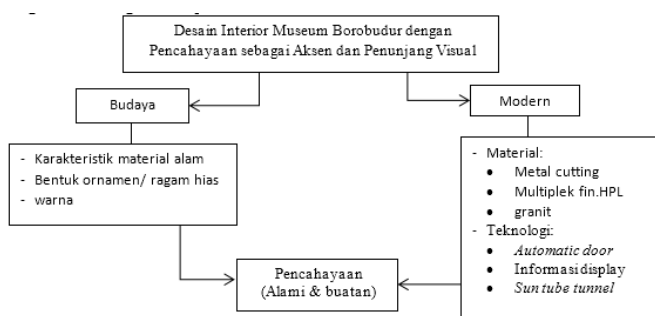 Desain Interior Museum Borobudur dengan
Pencahayaan sebagai Aksen dan Penunjang Visual
Budaya
Modern
- Karakteristik material alam
- Bentuk ornamen/ ragam hias
- warna
- Material:
● Metal cutting
● Multiplek fin.HPL
● granit
- Teknologi:
● Automatic door
● Informasi display
● Sun tube tunnel
Pencahayaan
(Alami & buatan)